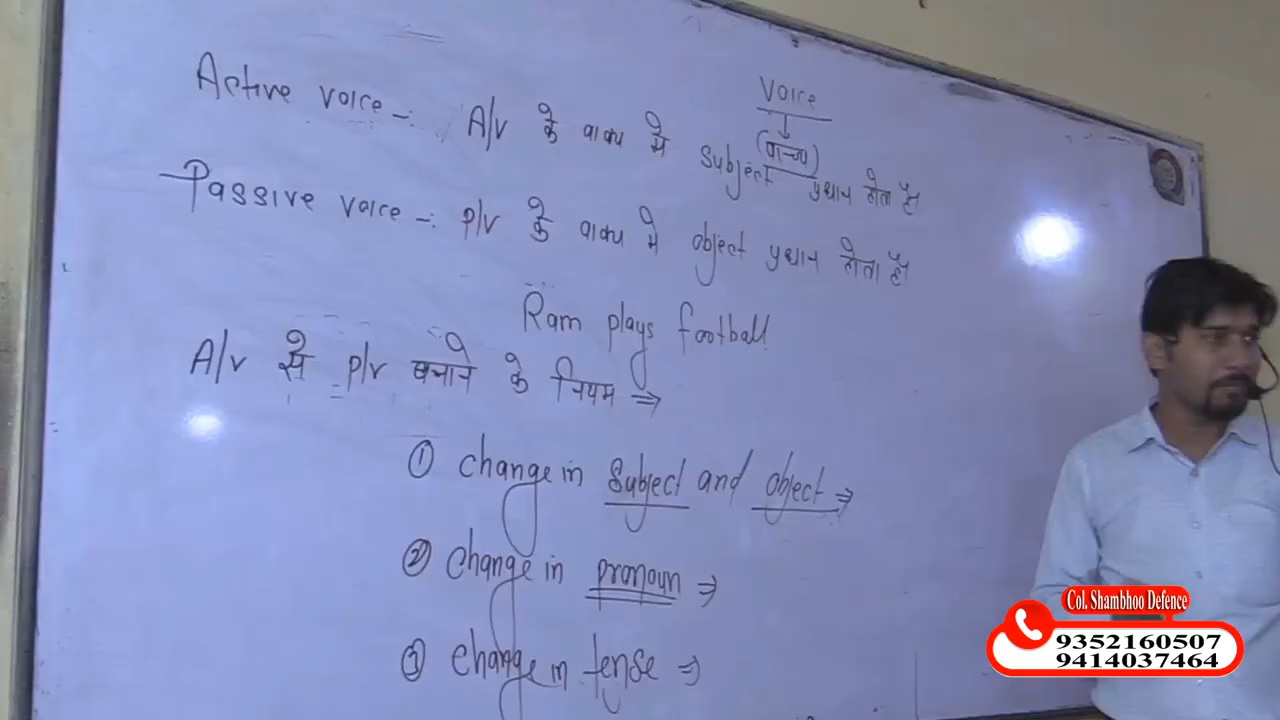 Voice
(वाच्य)
Active voice -: A/v के वाक्य मे subject प्रधान होता है।
Passive voice -: P/v के वाक्य मे object प्रधान होता है।
Ram plays football
A/v से P/v बनाने के नियम ⇒
① change in subject and object ⇒
② change in pronoun ⇒
③ change in tense ⇒
Col. Shambhoo Defence
9352160507
9414037464